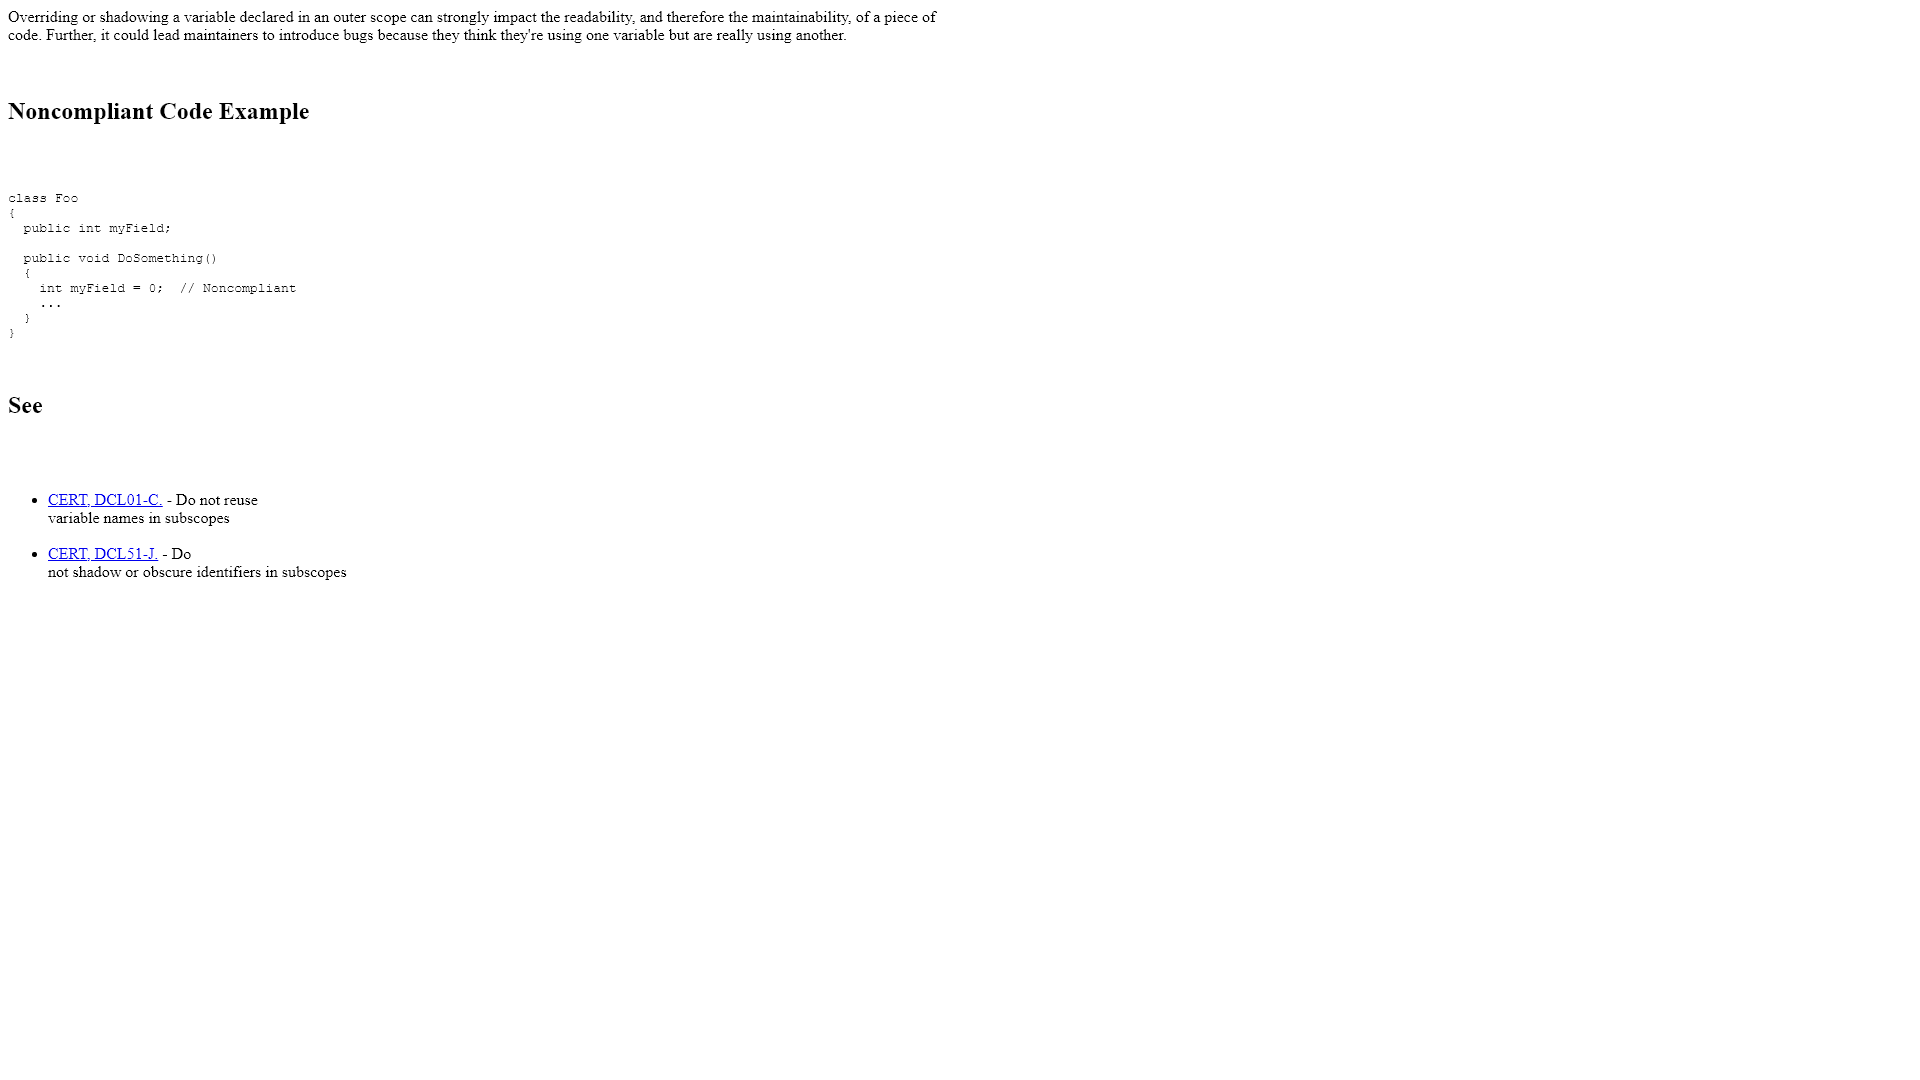 Overriding or shadowing a variable declared in an outer scope can strongly impact the readability, and therefore the maintainability, of a piece of
code. Further, it could lead maintainers to introduce bugs because they think they're using one variable but are really using another.
Noncompliant Code Example
class Foo
{
  public int myField;
  public void DoSomething()
  {
    int myField = 0;  // Noncompliant
    ...
  }
}
See
• CERT, DCL01-C. - Do not reuse
variable names in subscopes
• CERT, DCL51-J. - Do
not shadow or obscure identifiers in subscopes